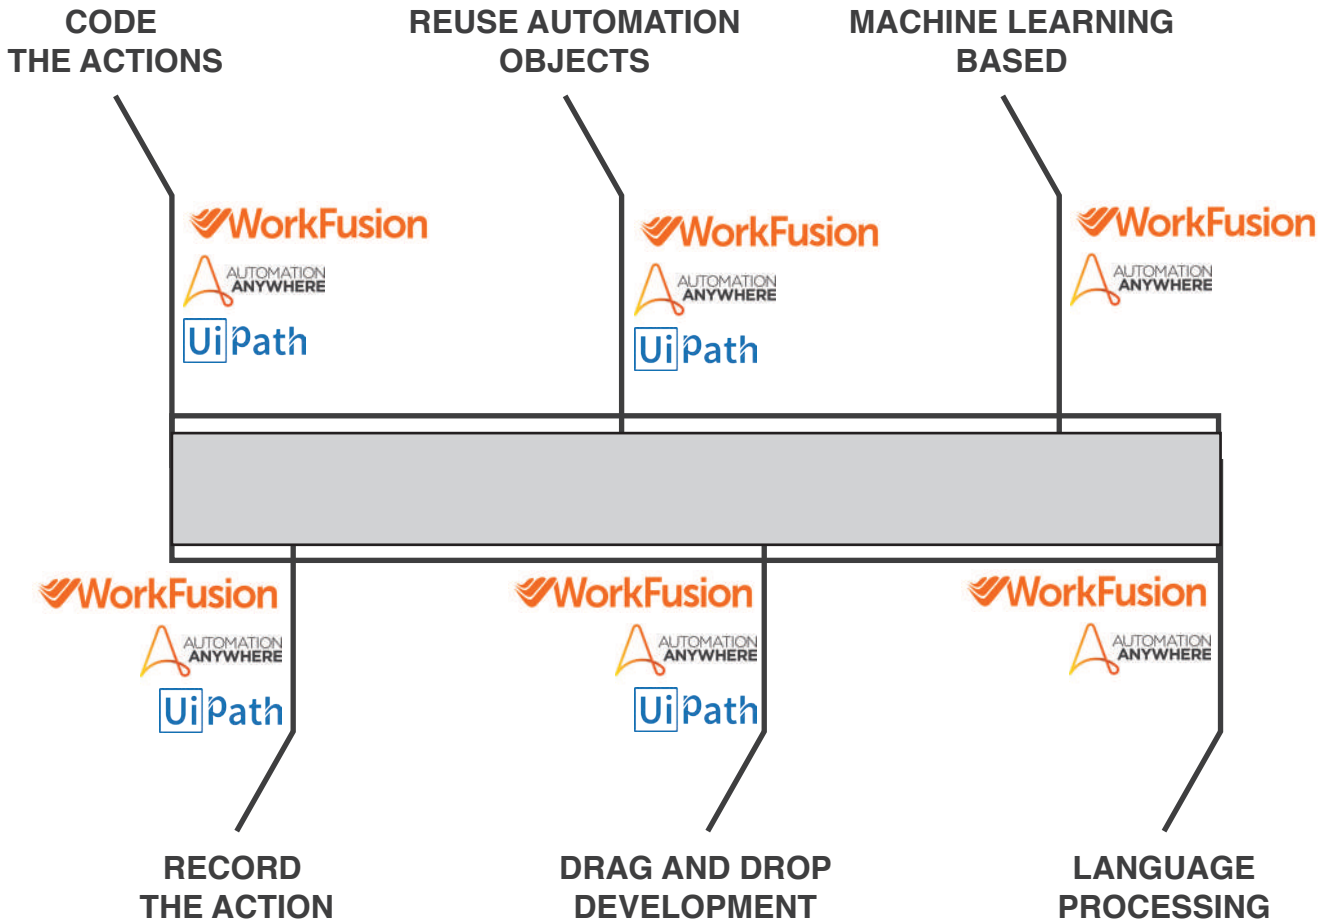 CODE
THE ACTIONS
REUSE AUTOMATION
OBJECTS
MACHINE LEARNING
BASED
WorkFusion
AUTOMATION
ANYWHERE
UiPath
WorkFusion
AUTOMATION
ANYWHERE
UiPath
WorkFusion
AUTOMATION
ANYWHERE
WorkFusion
AUTOMATION
ANYWHERE
UiPath
WorkFusion
AUTOMATION
ANYWHERE
UiPath
WorkFusion
AUTOMATION
ANYWHERE
RECORD
THE ACTION
DRAG AND DROP
DEVELOPMENT
LANGUAGE
PROCESSING